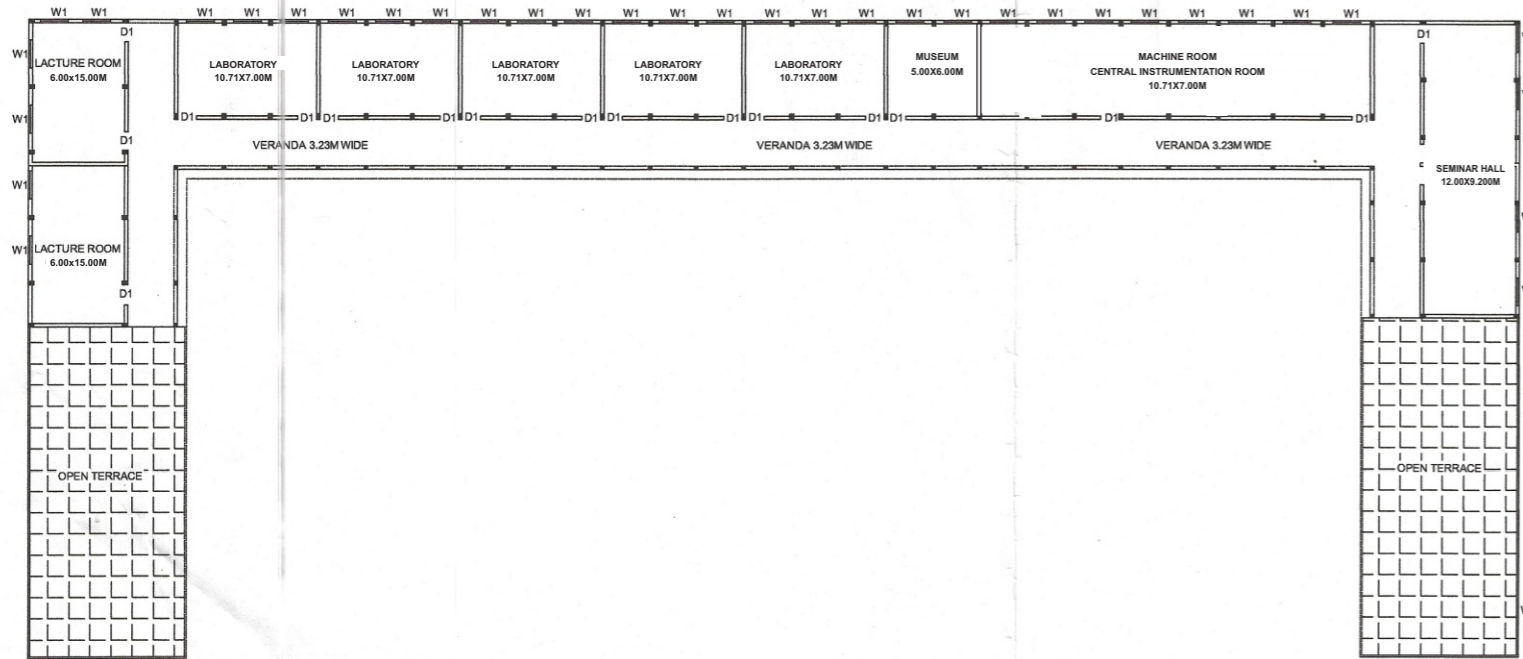 W1 W1 W1 W1 W1 W1 W1 W1 W1 W1 W1 W1 W1 W1 W1 W1 W1 W1 W1 W1 W1 W1 W1 W1 W1 W1 W1
D1
D1
W1
LACTURE ROOM
6.00x15.00M
LABORATORY
10.71X7.00M
LABORATORY
10.71X7.00M
LABORATORY
10.71X7.00M
LABORATORY
10.71X7.00M
LABORATORY
10.71X7.00M
MUSEUM
5.00X6.00M
MACHINE ROOM
CENTRAL INSTRUMENTATION ROOM
10.71X7.00M
W1
D1 D1 D1 D1 D1 D1 D1 D1 D1 D1 D1 D1 D1
D1
VERANDA 3.23M WIDE
VERANDA 3.23M WIDE
VERANDA 3.23M WIDE
SEMINAR HALL
12.00X9.200M
W1
W1
LACTURE ROOM
6.00x15.00M
D1
OPEN TERRACE
OPEN TERRACE